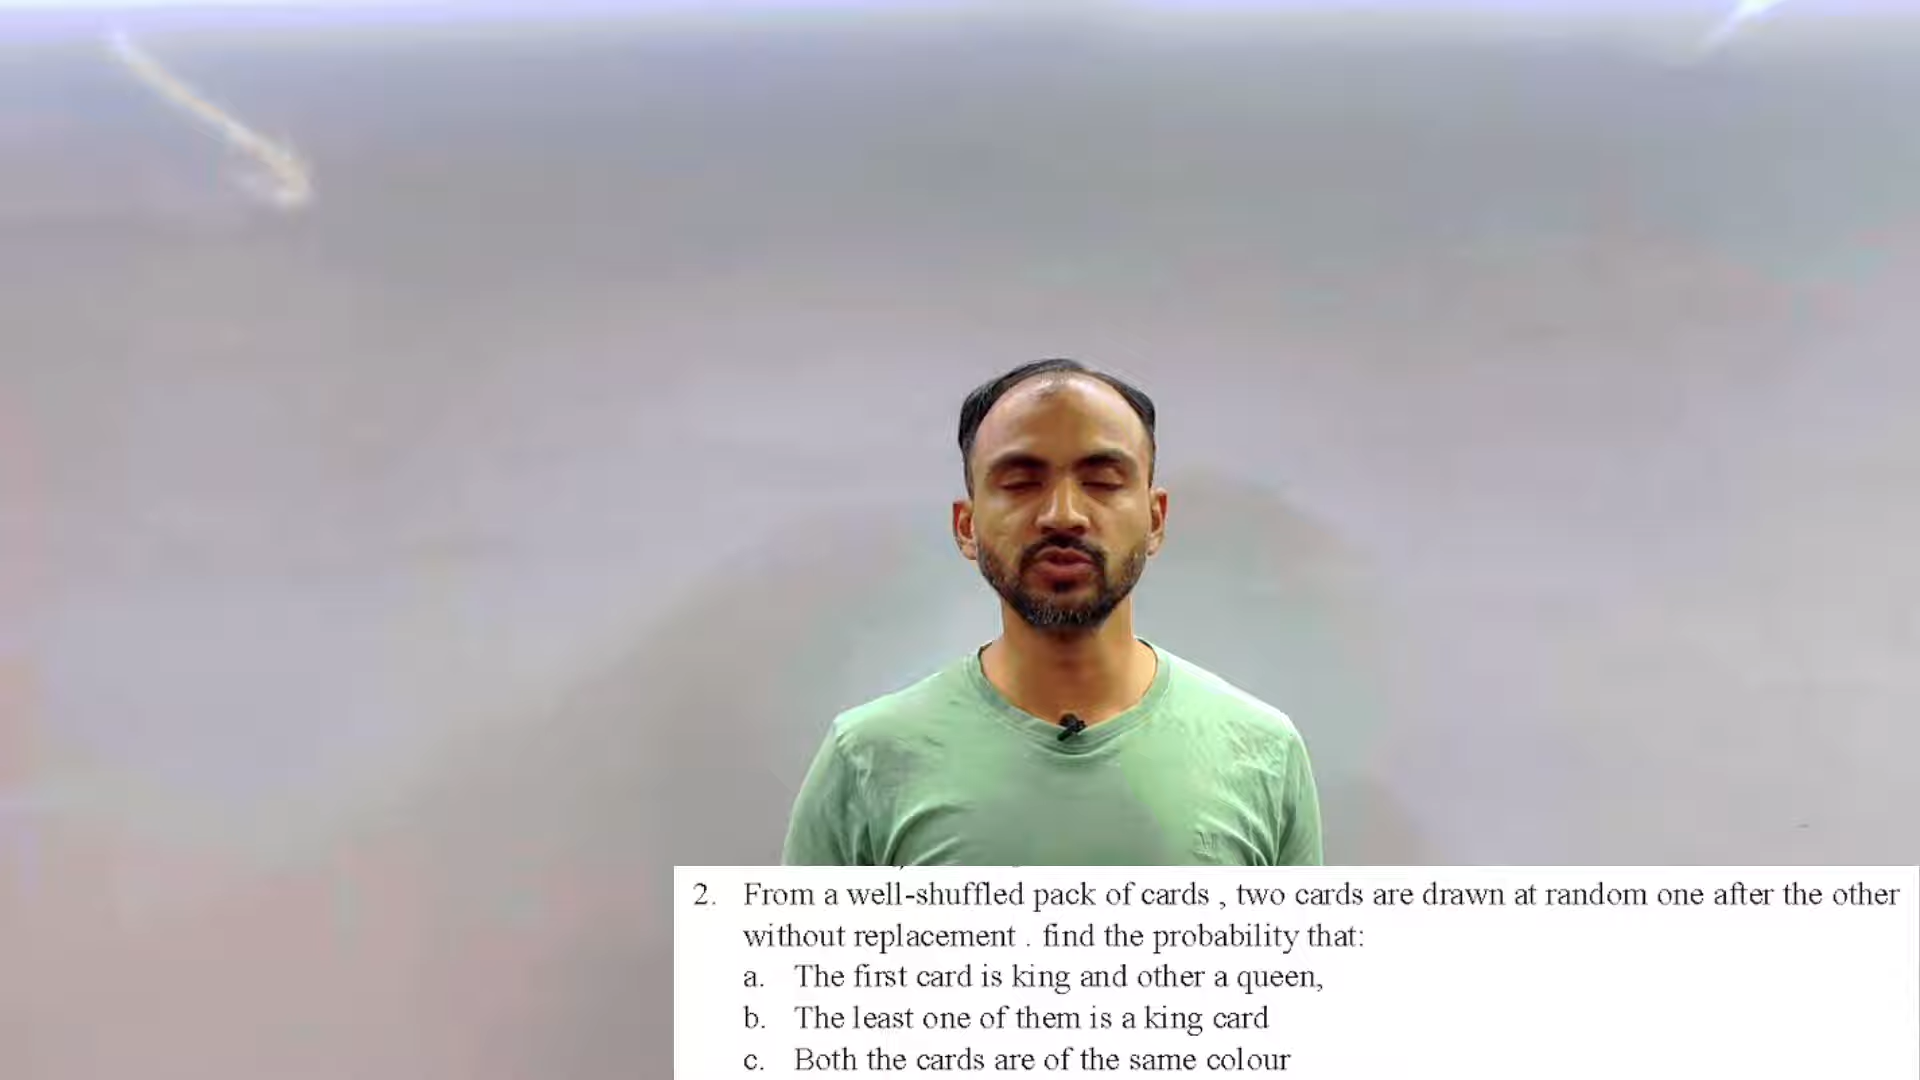 2. From a well-shuffled pack of cards , two cards are drawn at random one after the other
without replacement . find the probability that:
a. The first card is king and other a queen,
b. The least one of them is a king card
c. Both the cards are of the same colour